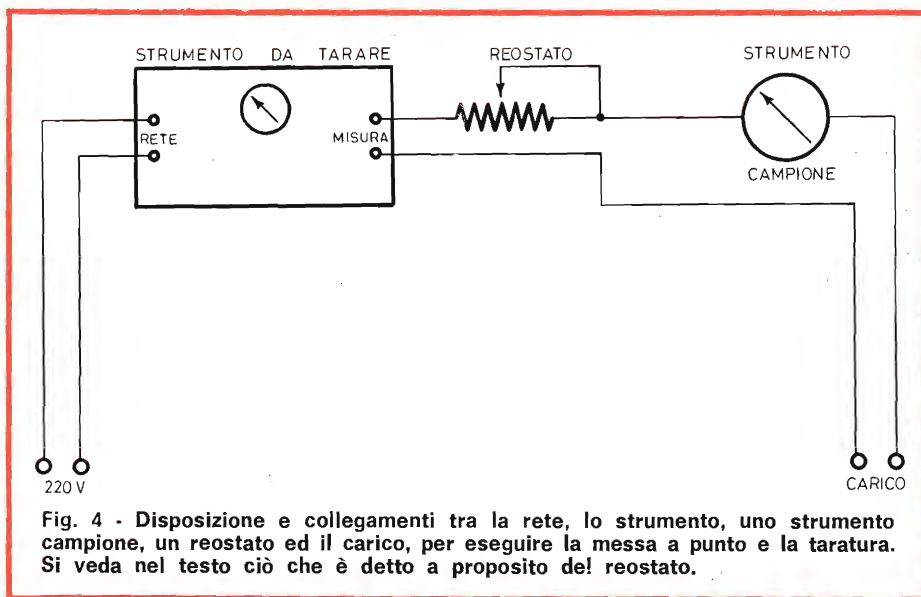 STRUMENTO DA TARARE
REOSTATO
STRUMENTO
RETE
MISURA
CAMPIONE
220 V
CARICO
Fig. 4 - Disposizione e collegamenti tra la rete, lo strumento, uno strumento
campione, un reostato ed il carico, per eseguire la messa a punto e la taratura.
Si veda nel testo ciò che è detto a proposito del reostato.